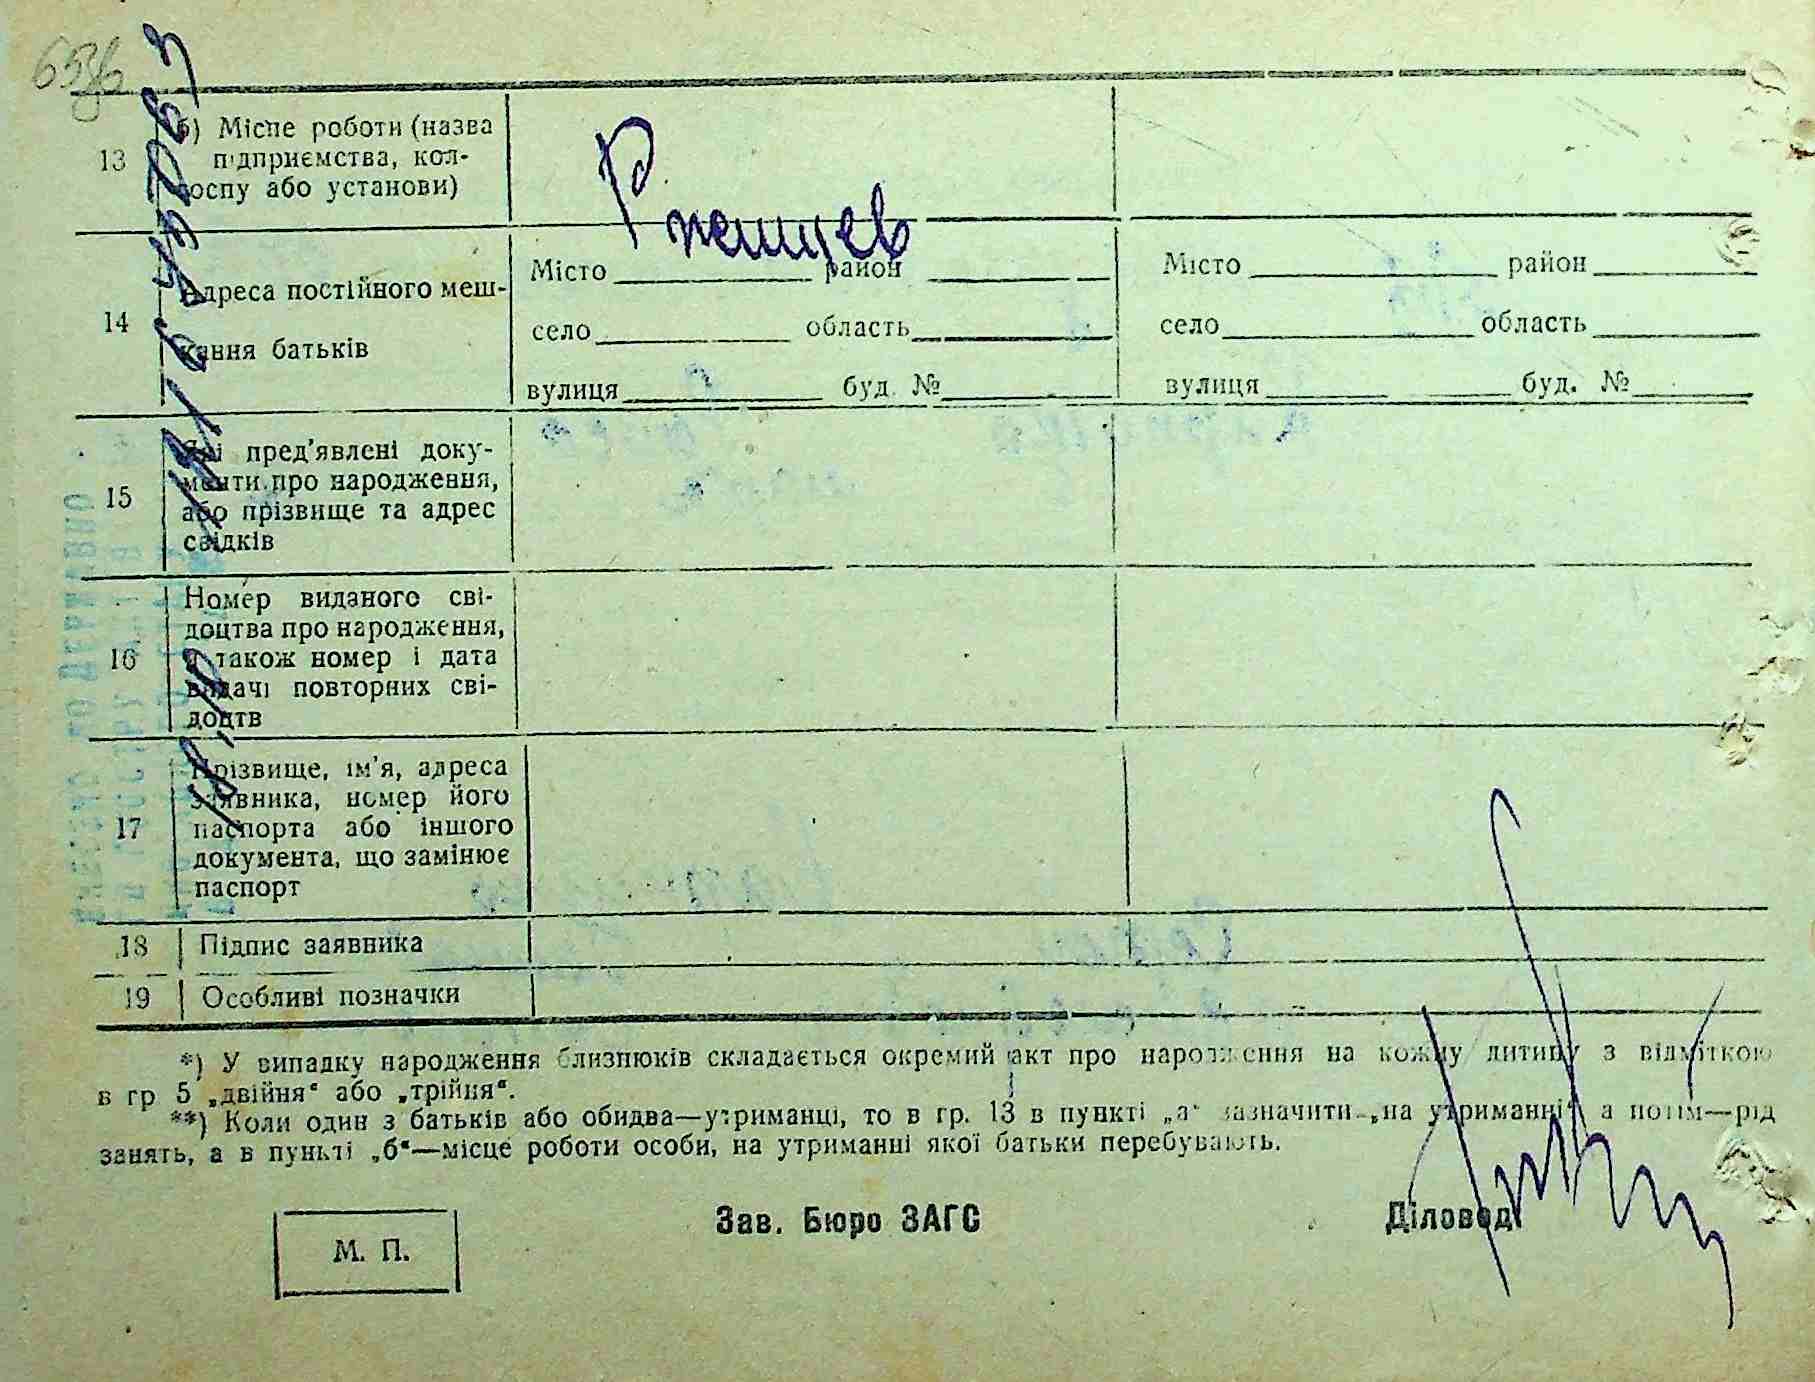 13 б) Місце роботи (назва
підприємства, кол-
госпу або установи)
Ржищев
14 Адреса постійного меш-
кання батьків
Місто район
село область
вулиця буд. №
Місто район
село область
вулиця буд. №
15 Які пред'явлені доку-
менти про народження,
або прізвище та адрес
свідків
16 Номер виданого сві-
доцтва про народження,
а також номер і дата
видачі повторних сві-
доцтв
17 Прізвище, ім'я, адреса
заявника, номер його
паспорта або іншого
документа, що замінює
паспорт
18 Підпис заявника
19 Особливі позначки
*) У випадку народження близнюків складається окремий акт про народження на кожну дитину з відміткою
в гр 5 „двійня“ або „трійня“.
**) Коли один з батьків або обидва—утриманці, то в гр. 13 в пункті „а“ зазначити „на утриманні“, а потім—рід
занять, а в пункті „б“—місце роботи особи, на утриманні якої батьки перебувають.
М. П.
Зав. Бюро ЗАГС
Діловод